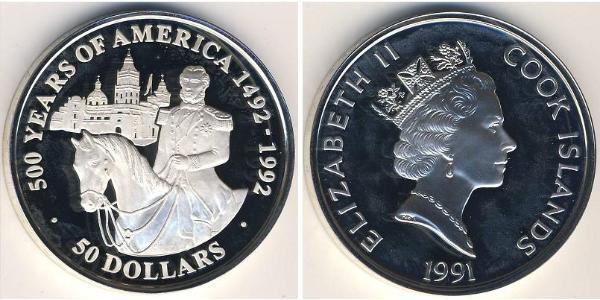 500 YEARS OF AMERICA 1492-1992
· 50 DOLLARS ·
ELIZABETH II
COOK ISLANDS
1991